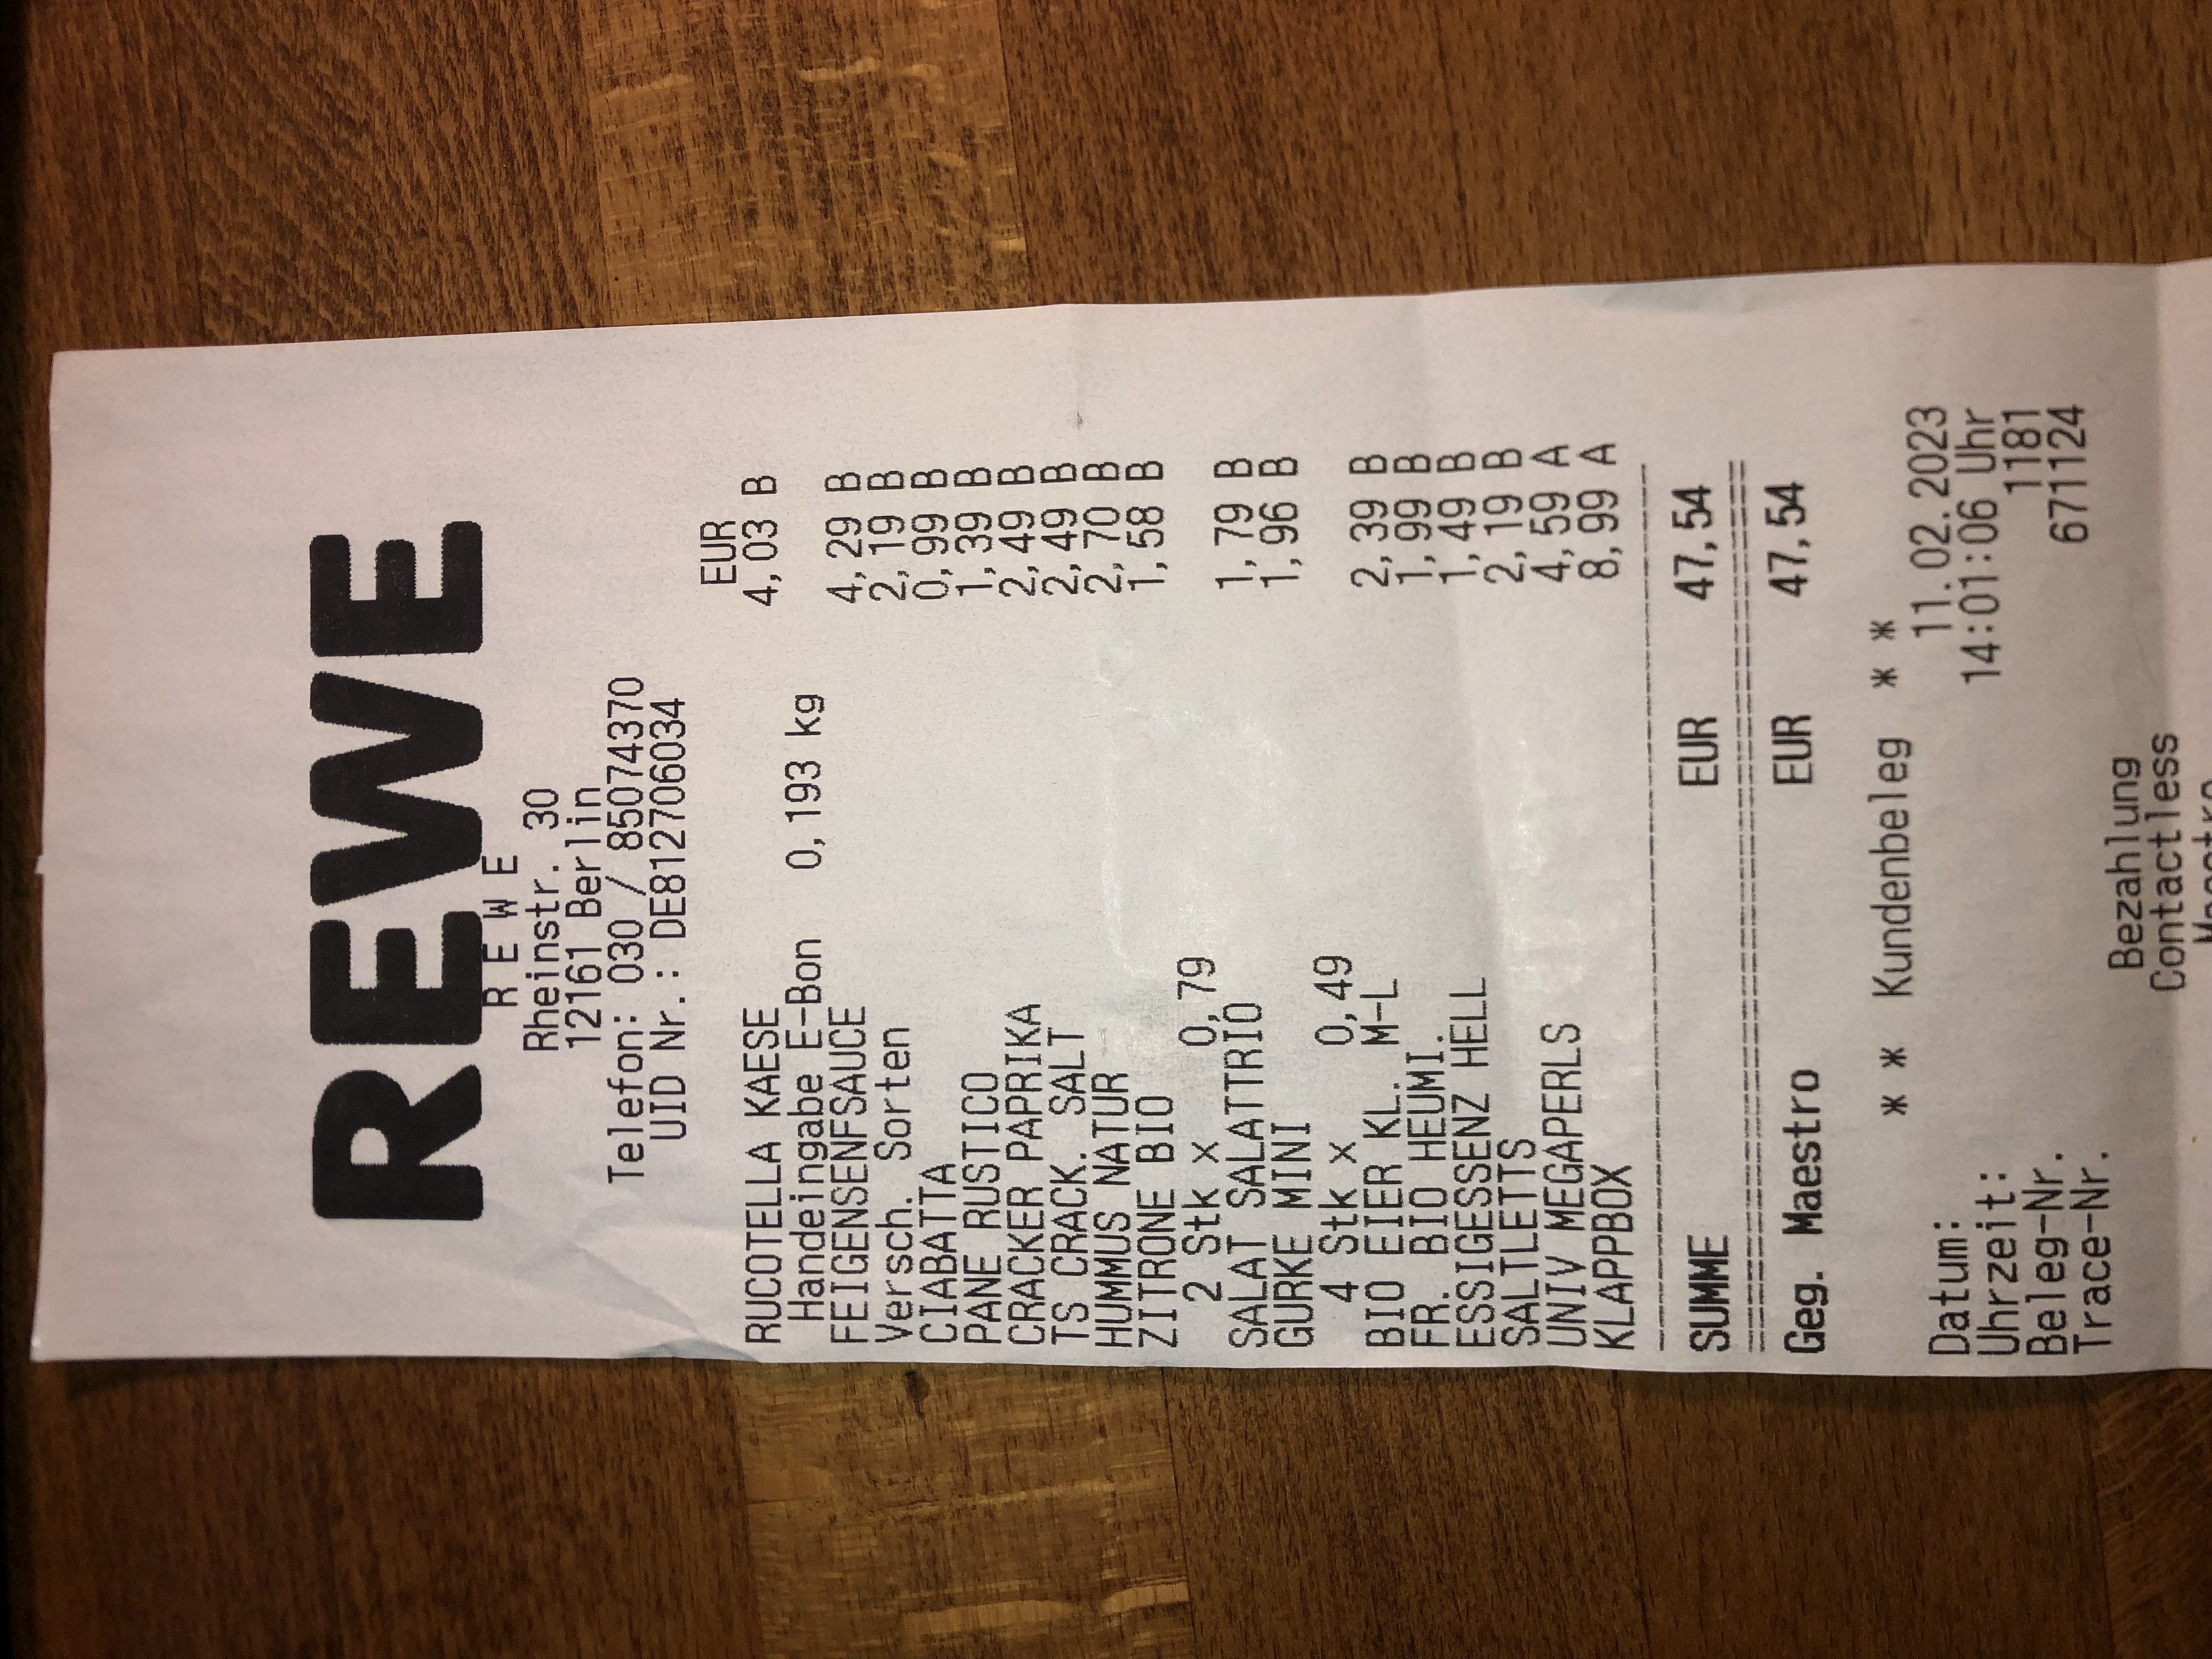 REWE
R E W E
Rheinstr. 30
12161 Berlin
Telefon: 030 / 85074370
UID Nr.: DE812706034
EUR
RUCOTELLA KAESE 4,03 B
Handeingabe E-Bon 0,193 kg
FEIGENSENFSAUCE 4,29 B
Versch. Sorten 2,19 B
CIABATTA 0,99 B
PANE RUSTICO 1,39 B
CRACKER PAPRIKA 2,49 B
TS CRACK. SALT 2,49 B
HUMMUS NATUR 2,70 B
ZITRONE BIO 1,58 B
2 Stk x 0,79
SALAT SALATTRIO 1,79 B
GURKE MINI 1,96 B
4 Stk x 0,49
BIO EIER KL. M-L 2,39 B
FR. BIO HEUMI. 1,99 B
ESSIGESSENZ HELL 1,49 B
SALTLETTS 2,19 B
UNIV MEGAPERLS 4,59 A
KLAPPBOX 8,99 A
SUMME EUR 47,54
Geg. Maestro EUR 47,54
* * Kundenbeleg * *
Datum: 11.02.2023
Uhrzeit: 14:01:06 Uhr
Beleg-Nr. 1181
Trace-Nr. 671124
Bezahlung
Contactless
Maestro